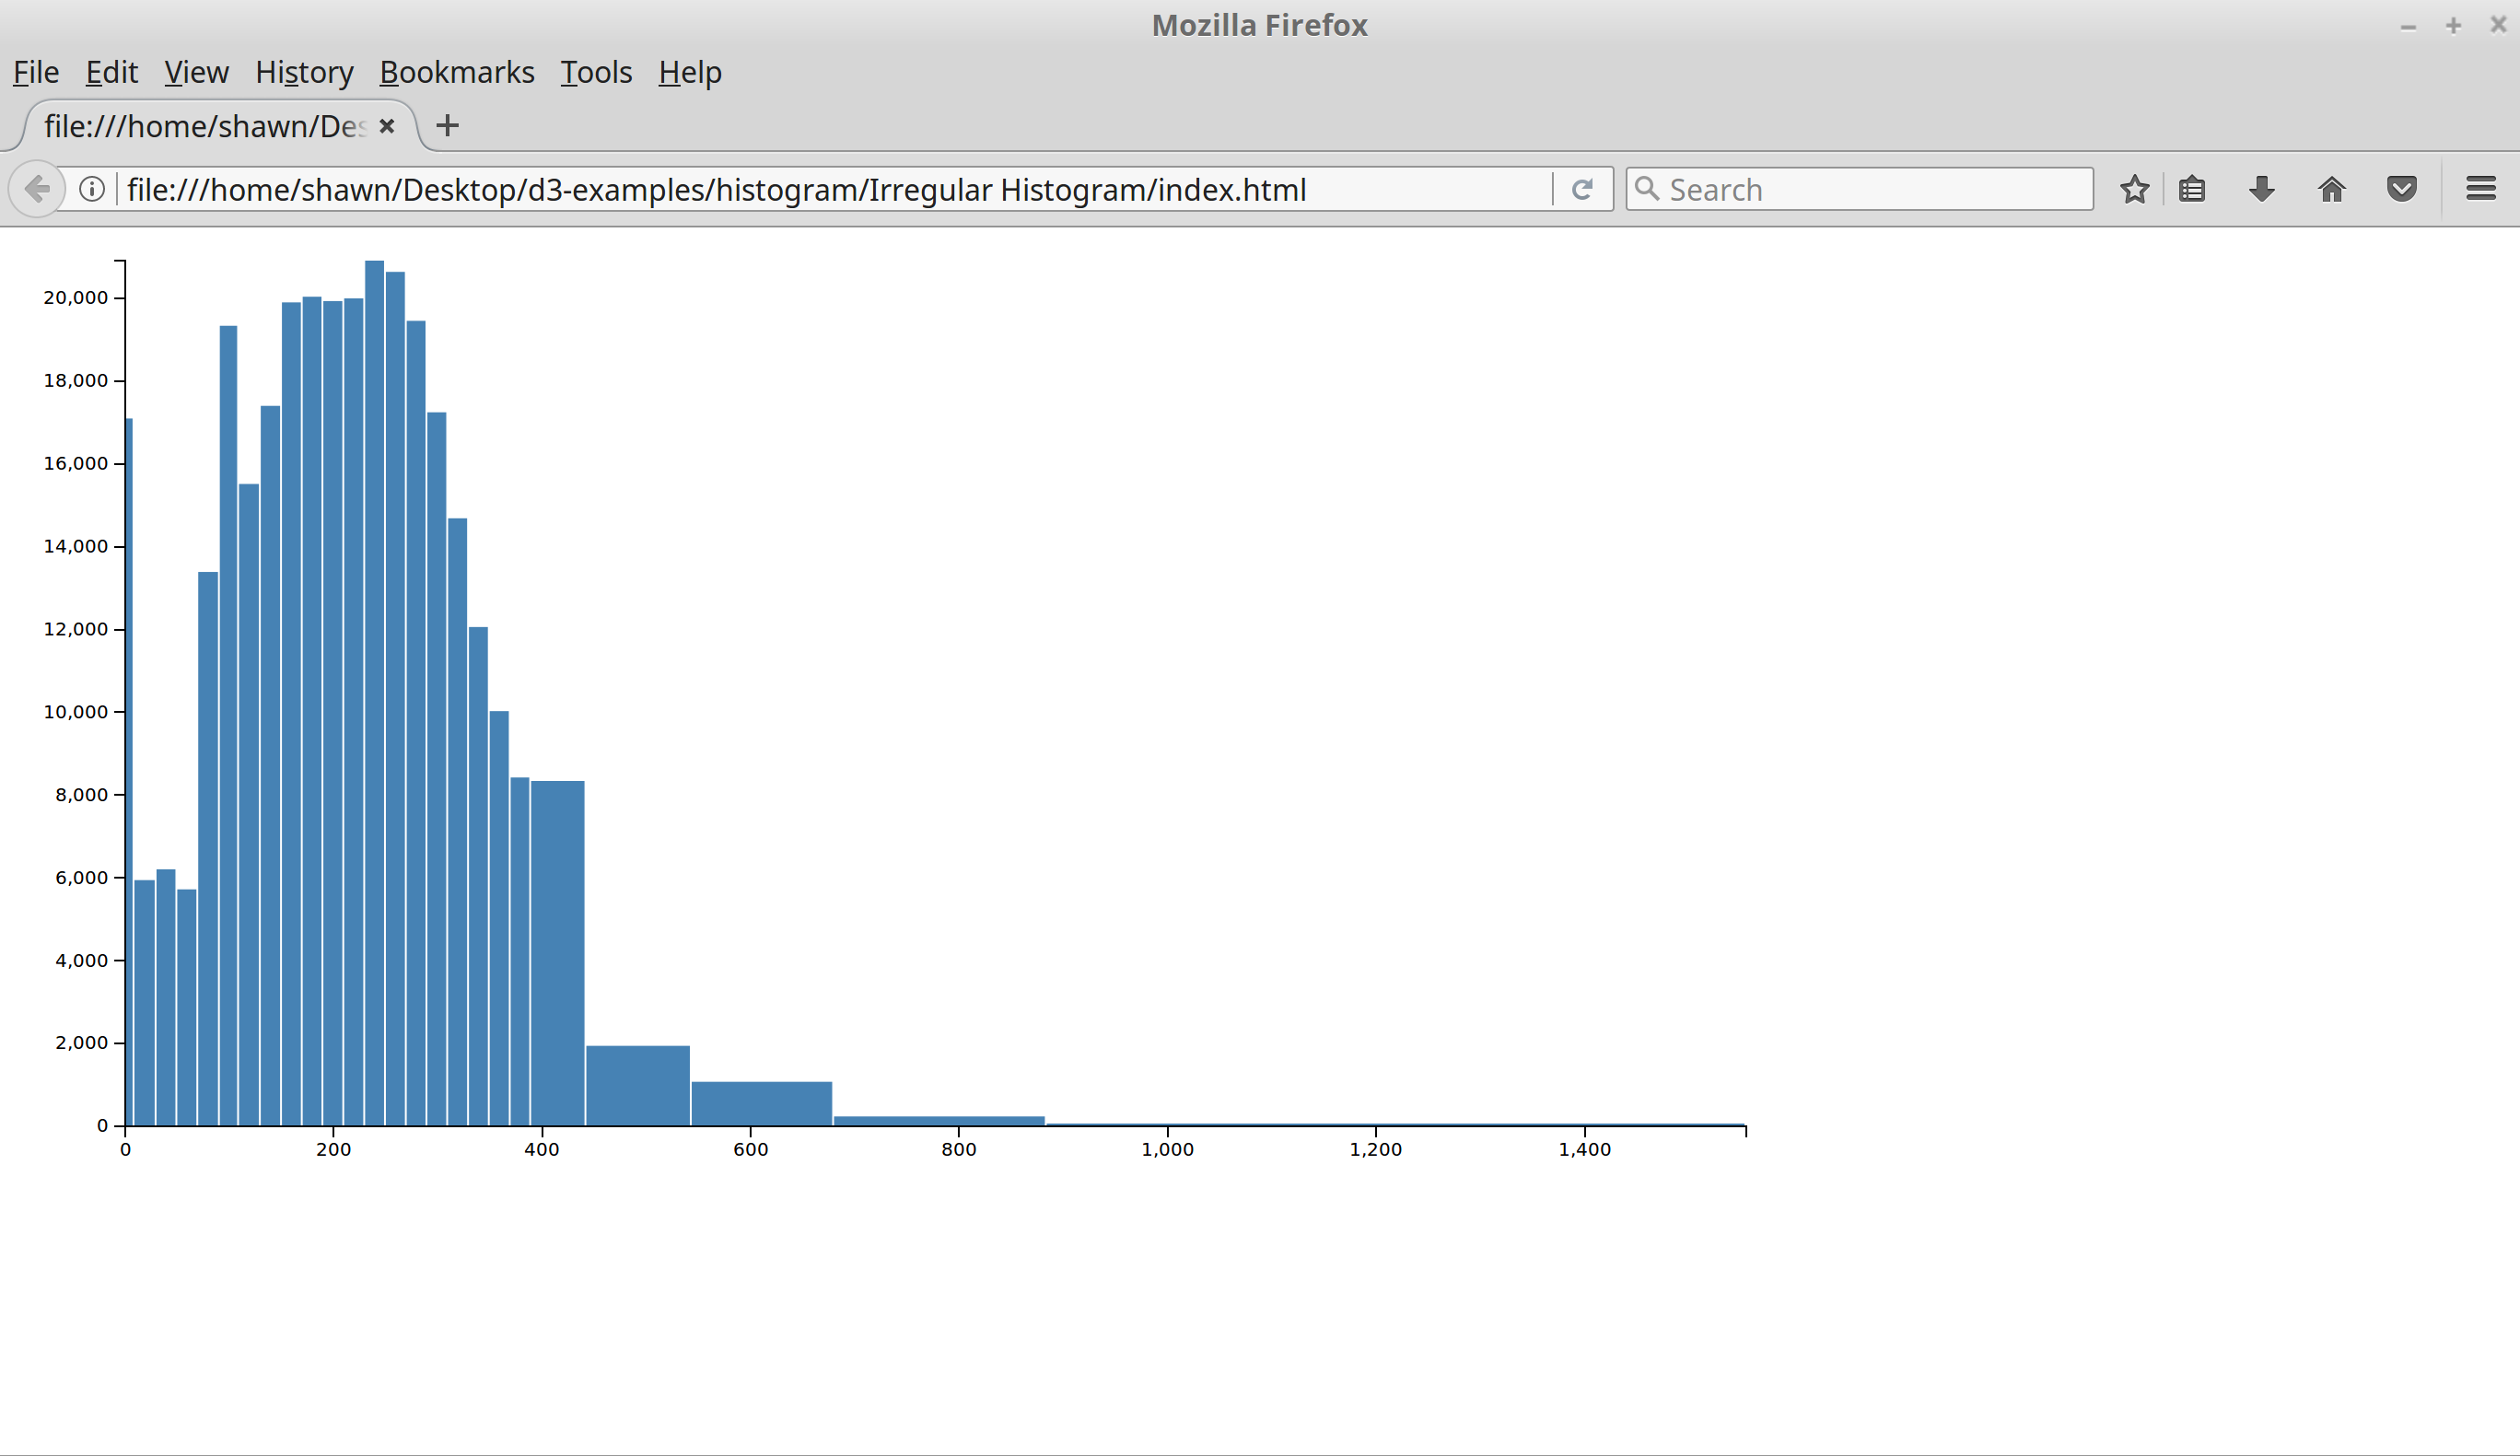 Mozilla Firefox
File Edit View History Bookmarks Tools Help
file:///home/shawn/Des
file:///home/shawn/Desktop/d3-examples/histogram/Irregular Histogram/index.html Search
20,000
18,000
16,000
14,000
12,000
10,000
8,000
6,000
4,000
2,000
0
0 200 400 600 800 1,000 1,200 1,400